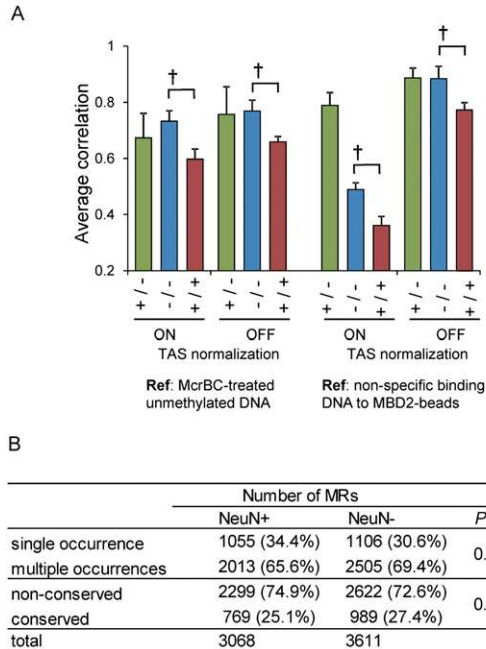 A
Average correlation
1
0.8
0.6
0.4
0.2
† † † †
+/- -/- +/+ +/- -/- +/+ +/- -/- +/+ +/- -/- +/+
ON OFF ON OFF
TAS normalization TAS normalization
Ref: McrBC-treated unmethylated DNA
Ref: non-specific binding DNA to MBD2-beads
B
Number of MRs
NeuN+ NeuN- P
single occurrence 1055 (34.4%) 1106 (30.6%) 0.
multiple occurrences 2013 (65.6%) 2505 (69.4%)
non-conserved 2299 (74.9%) 2622 (72.6%) 0.
conserved 769 (25.1%) 989 (27.4%)
total 3068 3611